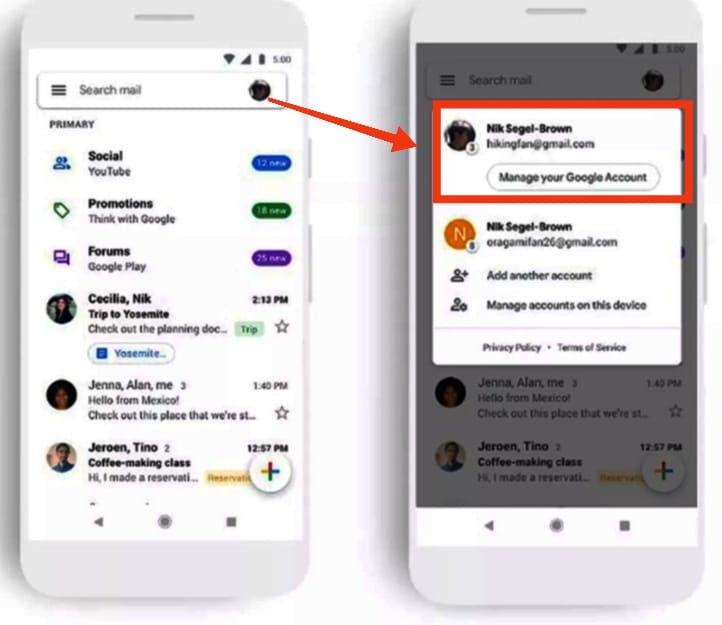 5:00
Search mail
PRIMARY
Social
YouTube
12 new
Promotions
Think with Google
18 new
Forums
Google Play
25 new
Cecilia, Nik
2:13 PM
Trip to Yosemite
Check out the planning doc...
Trip
Yosemite...
Jenna, Alan, me 3
1:40 PM
Hello from Mexico!
Check out this place that we're st...
Jeroen, Tino 2
12:57 PM
Coffee-making class
Hi, I made a reservati...
Reservati
5:00
Search mail
Nik Segel-Brown
3
hikingfan@gmail.com
Manage your Google Account
N
Nik Segel-Brown
8
oragamifan26@gmail.com
Add another account
Manage accounts on this device
Privacy Policy • Terms of Service
Jenna, Alan, me 3
1:40 PM
Hello from Mexico!
Check out this place that we're st...
Jeroen, Tino 2
12:57 PM
Coffee-making class
Hi, I made a reservati...
Reservati